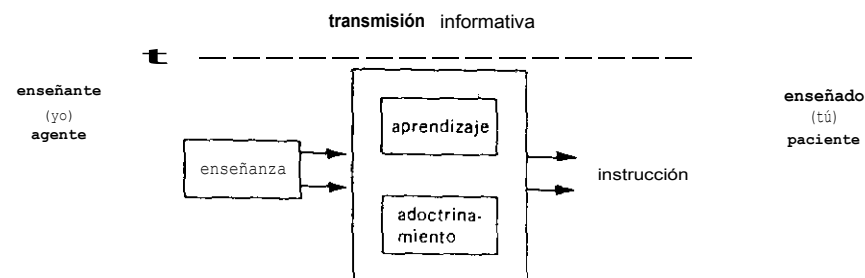 transmisión informativa
enseñante
(yo)
agente
enseñado
(tú)
paciente
aprendizaje
enseñanza
instrucción
adoctrina-
miento